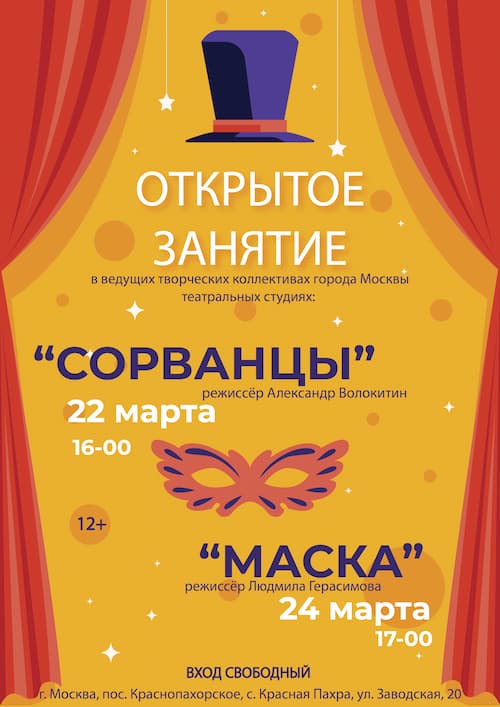 ОТКРЫТОЕ
ЗАНЯТИЕ
в ведущих творческих коллективах города Москвы
театральных студиях:
“СОРВАНЦЫ”
режиссёр Александр Волокитин
22 марта
16-00
12+
“МАСКА”
режиссёр Людмила Герасимова
24 марта
17-00
ВХОД СВОБОДНЫЙ
г. Москва, пос. Краснопахорское, с. Красная Пахра, ул. Заводская, 20